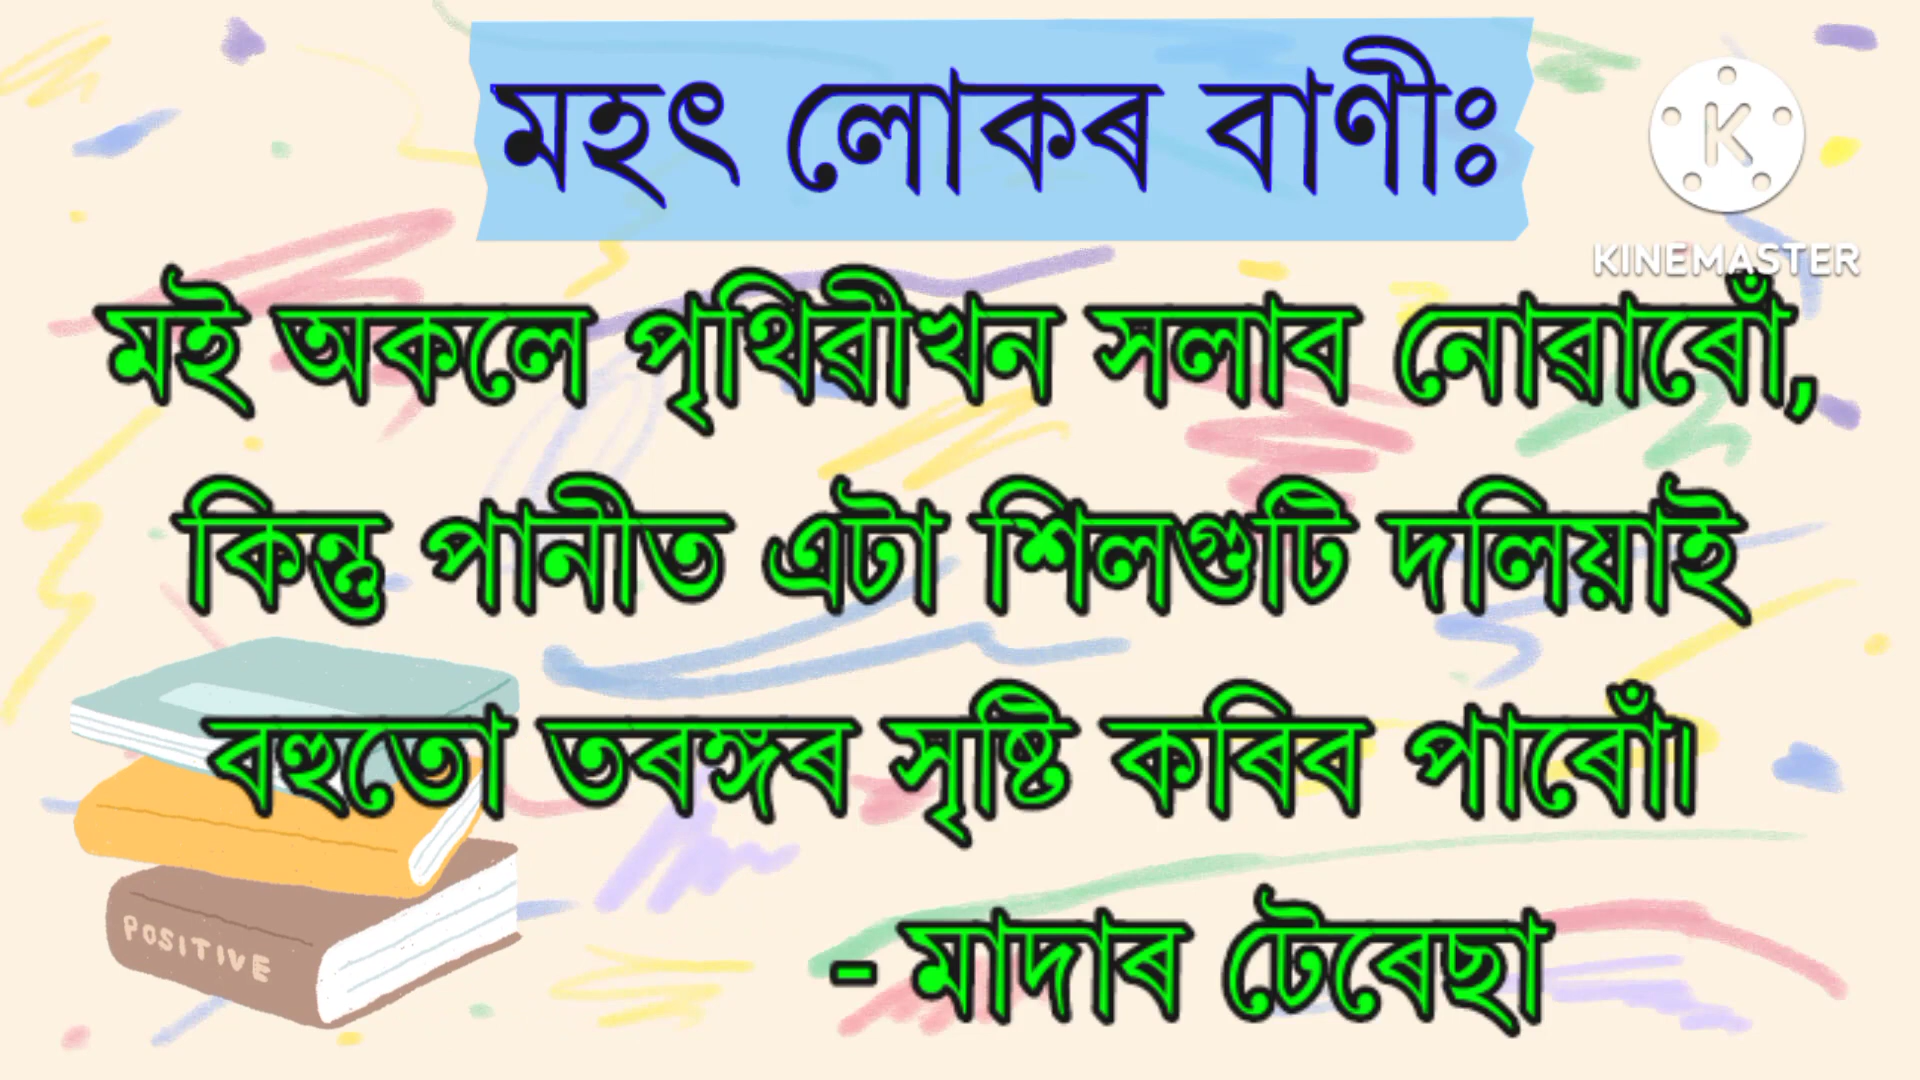 মহৎ লোকৰ বাণীঃ
KINEMASTER
মই অকলে পৃথিৱীখন সলাব নোৱাৰোঁ,
কিন্তু পানীত এটা শিলগুটি দলিয়াই
বহুতো তৰঙ্গৰ সৃষ্টি কৰিব পাৰোঁ।
- মাদাৰ টেৰেছা
POSITIVE